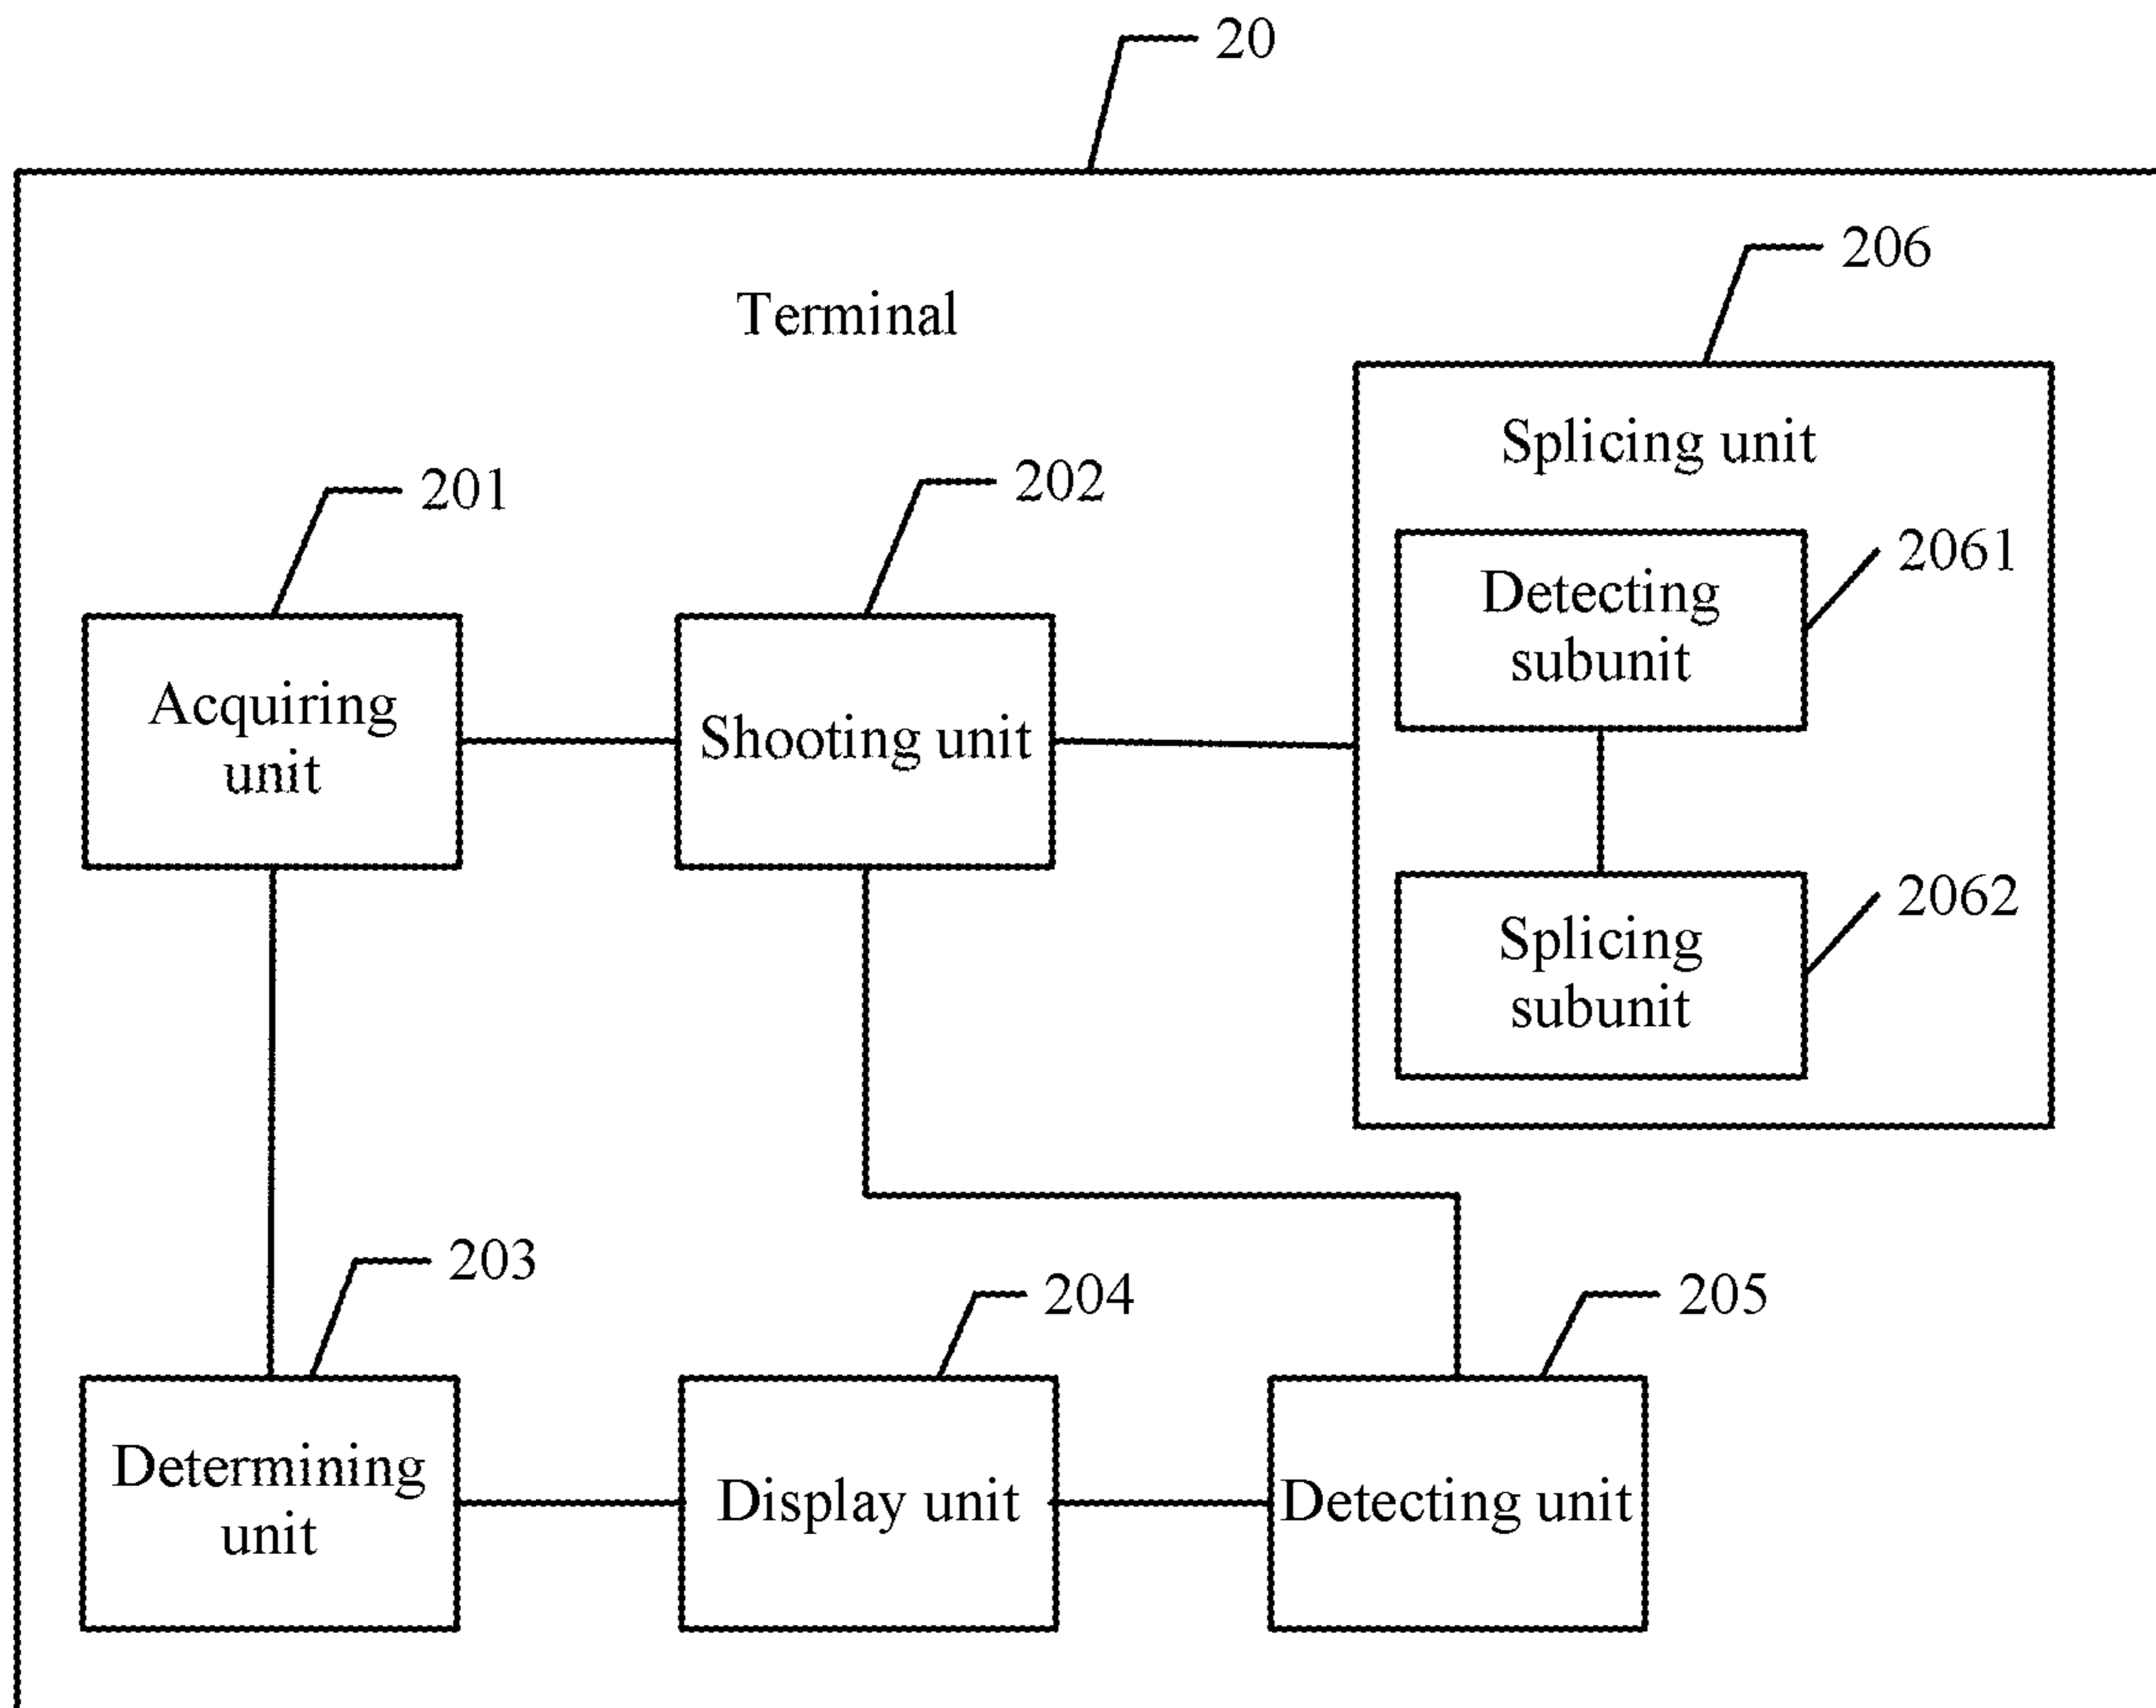 20
Terminal
206
Splicing unit
201
202
2061
Detecting
subunit
Acquiring
unit
Shooting unit
2062
Splicing
subunit
203
204
205
Determining
unit
Display unit
Detecting unit